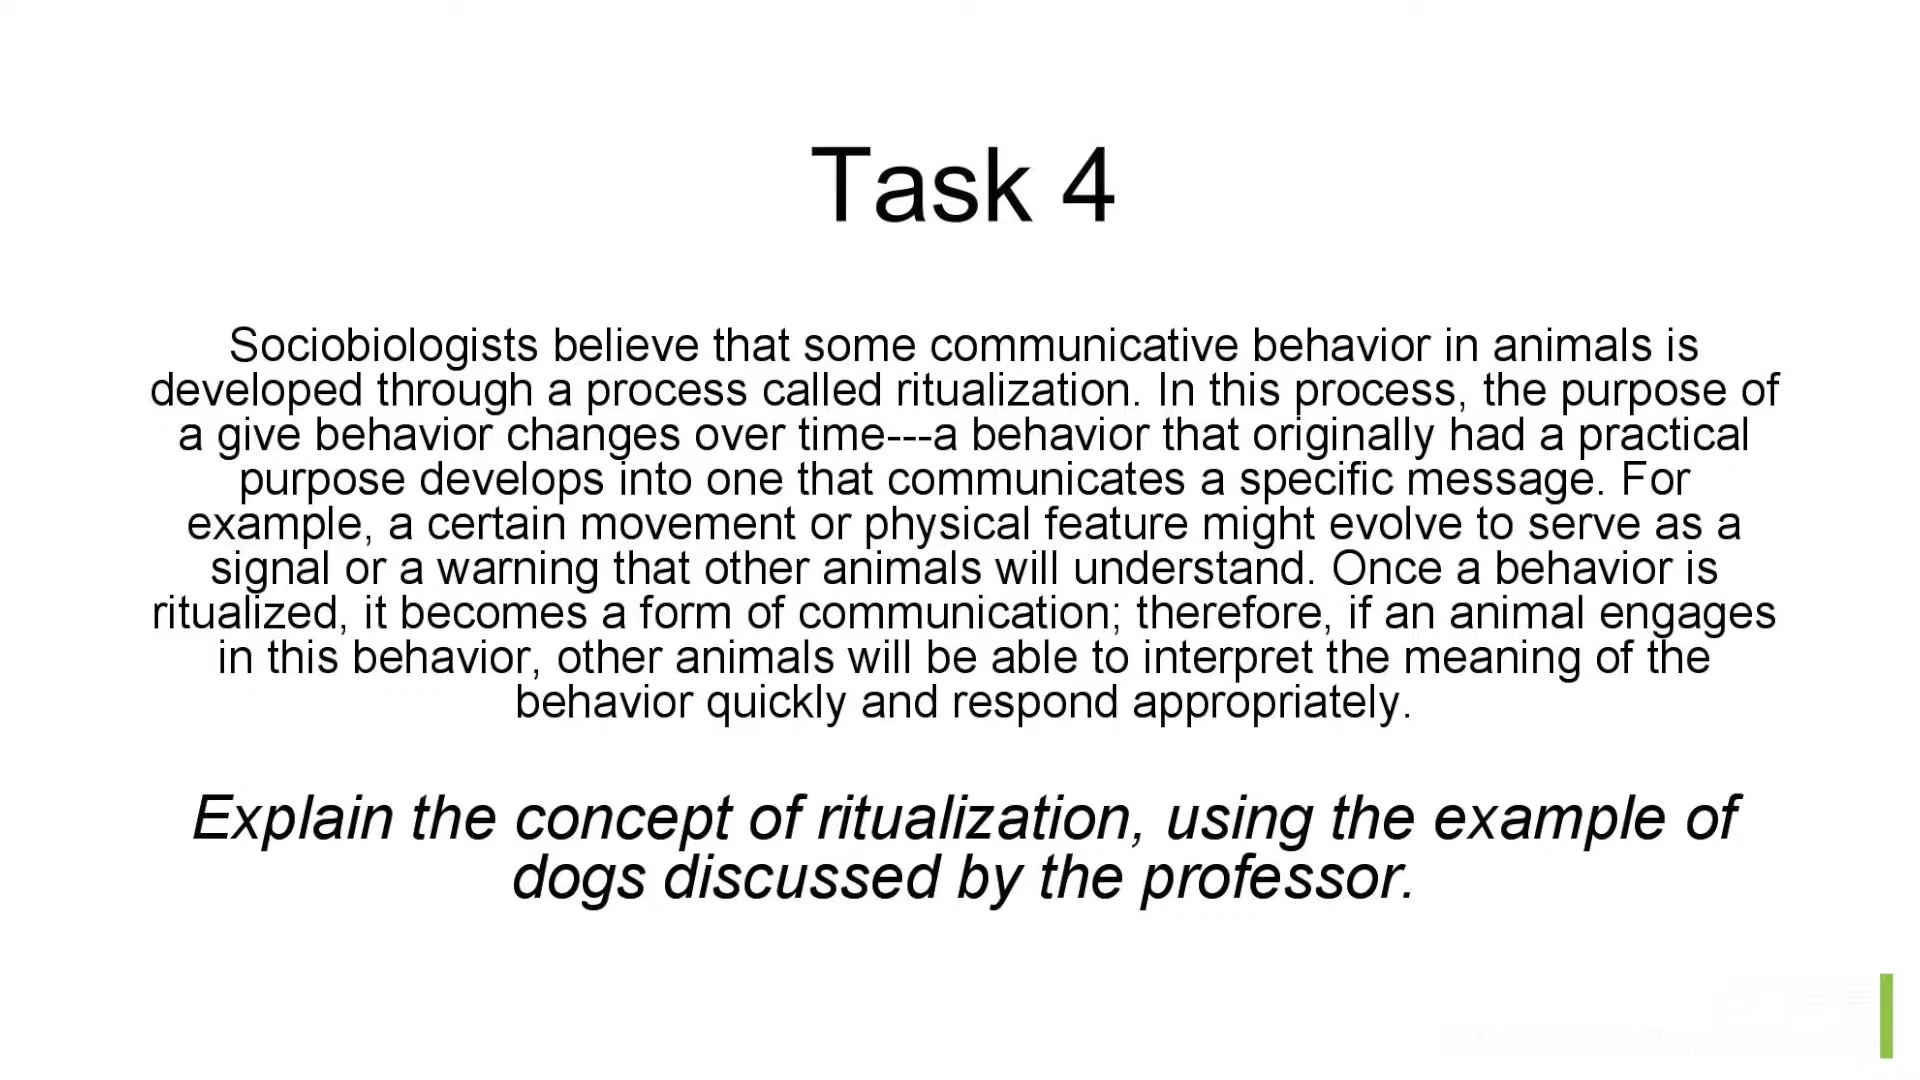 Task 4
Sociobiologists believe that some communicative behavior in animals is
developed through a process called ritualization. In this process, the purpose of
a give behavior changes over time---a behavior that originally had a practical
purpose develops into one that communicates a specific message. For
example, a certain movement or physical feature might evolve to serve as a
signal or a warning that other animals will understand. Once a behavior is
ritualized, it becomes a form of communication; therefore, if an animal engages
in this behavior, other animals will be able to interpret the meaning of the
behavior quickly and respond appropriately.
Explain the concept of ritualization, using the example of
dogs discussed by the professor.